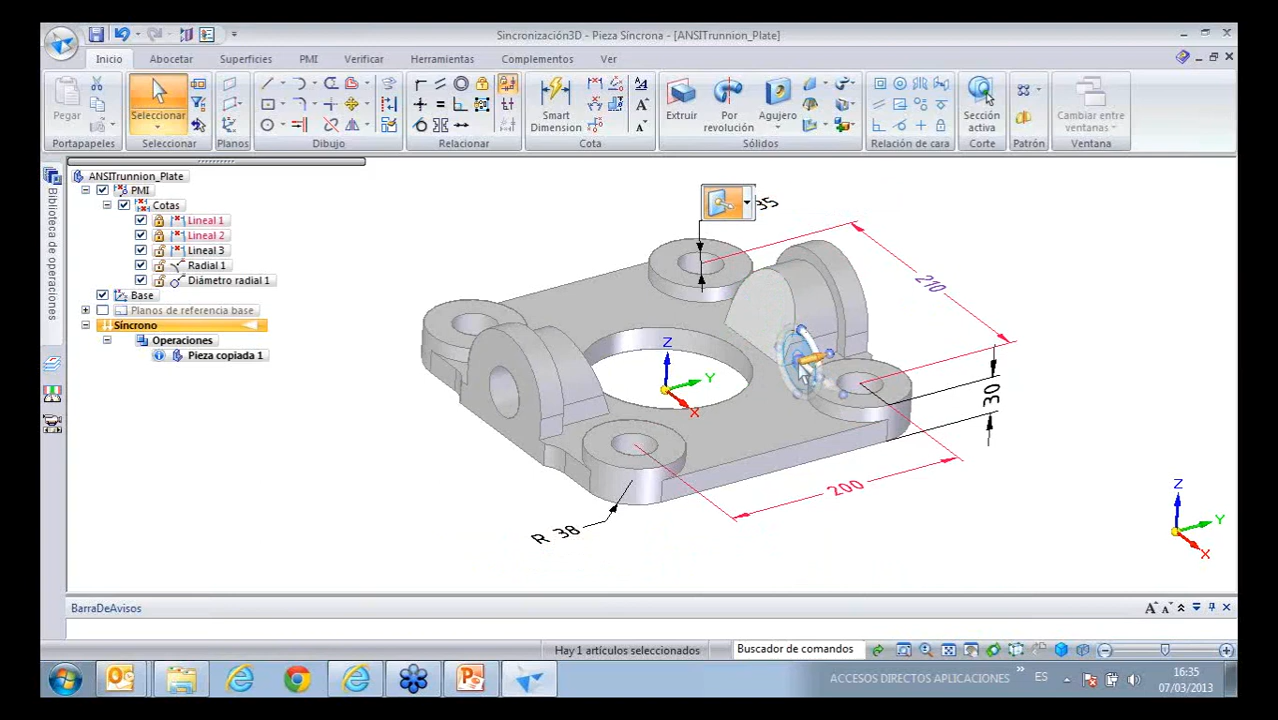 Sincronización3D - Pieza Síncrona - [ANSITrunnion_Plate]
Inicio
Abocetar
Superficies
PMI
Verificar
Herramientas
Complementos
Ver
Pegar
Seleccionar
Smart Dimension
Extruir
Por revolución
Agujero
Sección activa
Cambiar entre ventanas
Portapapeles
Seleccionar
Planos
Dibujo
Relacionar
Cota
Sólidos
Relación de cara
Corte
Patrón
Ventana
Biblioteca de operaciones
ANSITrunnion_Plate
PMI
Cotas
Lineal 1
Lineal 2
Lineal 3
Radial 1
Diámetro radial 1
Base
Planos de referencia base
Síncrono
Operaciones
Pieza copiada 1
35
210
Z
Y
X
30
200
R 38
Z
Y
X
BarraDeAvisos
Hay 1 artículos seleccionados
Buscador de comandos
ACCESOS DIRECTOS APLICACIONES
ES
16:35
07/03/2013